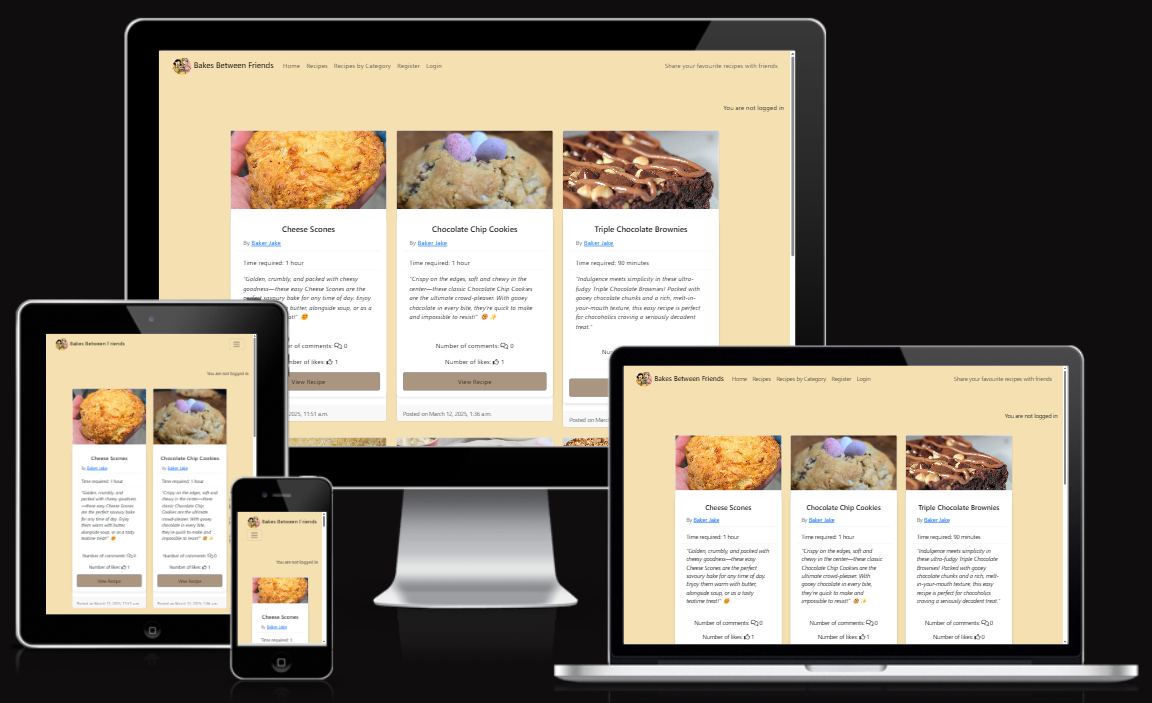 Bakes Between Friends Home Recipes Recipes by Category Register Login Share your favourite recipes with friends
You are not logged in
Cheese Scones
By Baker Jake
Time required: 1 hour
"Golden, crumbly, and packed with cheesy
goodness—these easy Cheese Scones are the
perfect savoury bake for any time of day. Enjoy
butter, alongside soup, or as a
of comments: 0
Number of likes: 1
View Recipe
2025, 11:51 a.m.
Chocolate Chip Cookies
By Baker Jake
Time required: 1 hour
"Crispy on the edges, soft and chewy in the
center—these classic Chocolate Chip Cookies
are the ultimate crowd-pleaser. With gooey
chocolate in every bite, they're quick to make
and impossible to resist!" 🍪 ✨
Number of comments: 0
Number of likes: 1
View Recipe
Posted on March 12, 2025, 1:36 a.m.
Triple Chocolate Brownies
By Baker Jake
Time required: 90 minutes
"Indulgence meets simplicity in these ultra-
fudgy Triple Chocolate Brownies! Packed with
gooey chocolate chunks and a rich, melt-in-
your-mouth texture, this easy recipe is perfect
for chocoholics craving a seriously decadent
treat."
Posted on
Bakes Between Friends
You are not logged in
Cheese Scones
By Baker Jake
Time required: 1 hour
"Golden, crumbly, and
packed with cheesy goodness
—these easy Cheese Scones
are the perfect savoury bake
for any time of day. Enjoy
them warm with butter,
alongside soup, or as a tasty
teatime treat!"
Number of comments: 0
Number of likes: 1
View Recipe
Chocolate Chip Cookies
By Baker Jake
Time required: 1 hour
"Crispy on the edges, soft and
chewy in the center—these
classic Chocolate Chip
Cookies are the ultimate
crowd-pleaser. With gooey
chocolate in every bite,
they're quick to make and
impossible to resist!"
Number of comments: 0
Number of likes: 1
View Recipe
Bakes Between Friends
You are not logged in
Cheese Scones
By Baker Jake
Time required: 1
Bakes Between Friends Home Recipes Recipes by Category Register Login Share your favourite recipes with friends
You are not logged in
Cheese Scones
By Baker Jake
Time required: 1 hour
"Golden, crumbly, and packed with
cheesy goodness—these easy
Cheese Scones are the perfect
savoury bake for any time of day.
Enjoy them warm with butter,
alongside soup, or as a tasty
teatime treat!"
Number of comments: 0
Number of likes: 1
Chocolate Chip Cookies
By Baker Jake
Time required: 1 hour
"Crispy on the edges, soft and
chewy in the center—these classic
Chocolate Chip Cookies are the
ultimate crowd-pleaser. With
gooey chocolate in every bite,
they're quick to make and
impossible to resist!" 🍪 ✨
Number of comments: 0
Number of likes: 1
Triple Chocolate Brownies
By Baker Jake
Time required: 90 minutes
"Indulgence meets simplicity in
these ultra-fudgy Triple Chocolate
Brownies! Packed with gooey
chocolate chunks and a rich, melt-
in-your-mouth texture, this easy
recipe is perfect for chocoholics
craving a seriously decadent treat."
Number of comments: 0
Number of likes: 0